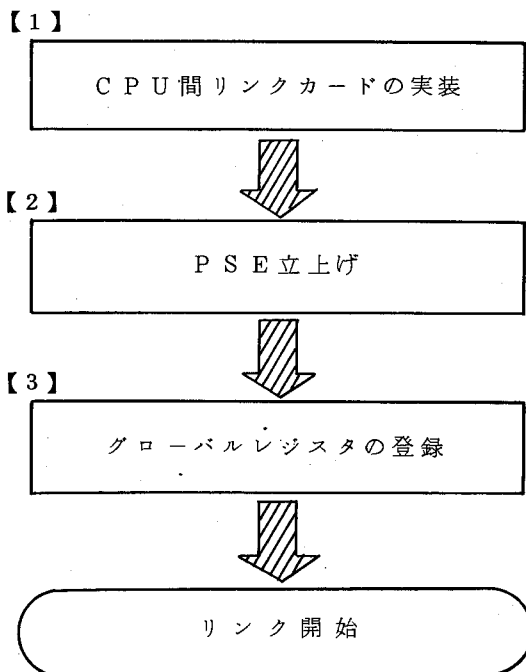 【1】
CPU間リンクカードの実装
【2】
PSE立上げ
【3】
グローバルレジスタの登録
リンク開始